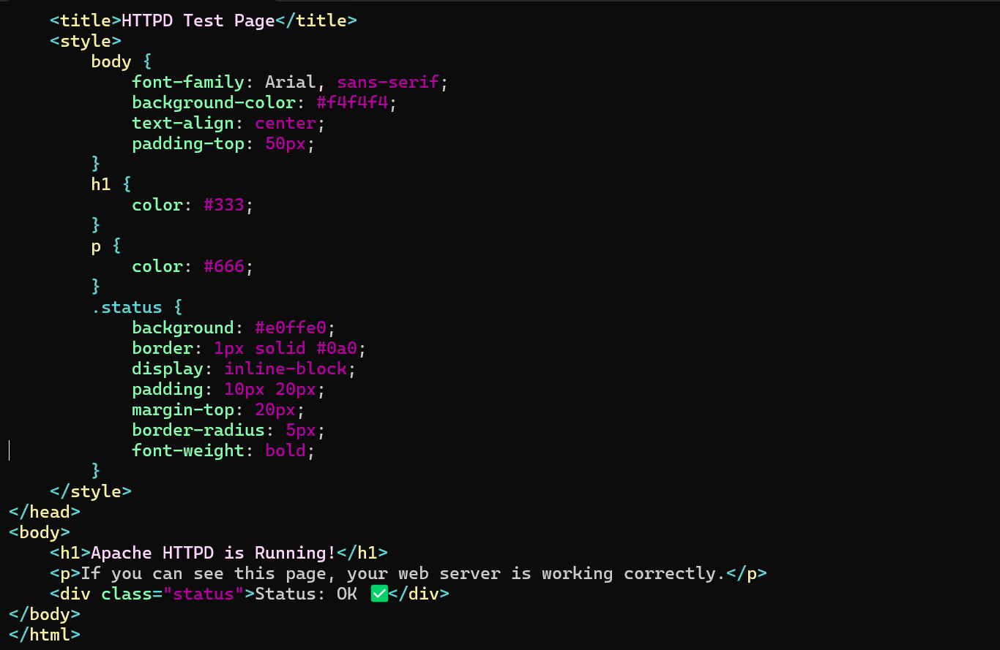 <title>HTTPD Test Page</title>
    <style>
        body {
            font-family: Arial, sans-serif;
            background-color: #f4f4f4;
            text-align: center;
            padding-top: 50px;
        }
        h1 {
            color: #333;
        }
        p {
            color: #666;
        }
        .status {
            background: #e0ffe0;
            border: 1px solid #0a0;
            display: inline-block;
            padding: 10px 20px;
            margin-top: 20px;
            border-radius: 5px;
            font-weight: bold;
        }
    </style>
</head>
<body>
    <h1>Apache HTTPD is Running!</h1>
    <p>If you can see this page, your web server is working correctly.</p>
    <div class="status">Status: OK ✅</div>
</body>
</html>